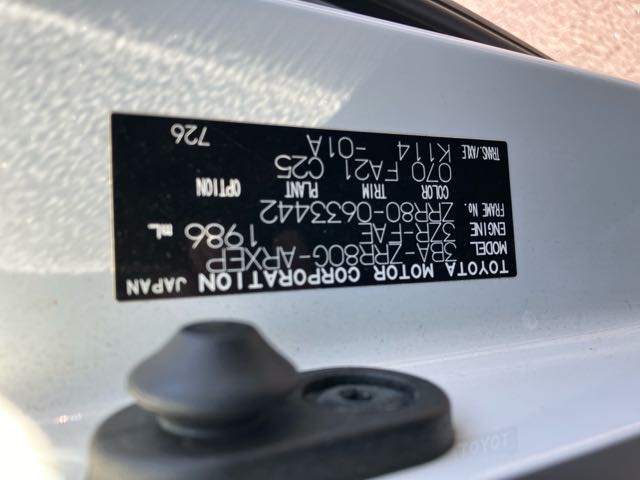 TOYOTA MOTOR CORPORATION JAPAN
MODEL 3BA-ZRR80G-ARXEP
ENGINE 3ZR-FAE 1986 mL
FRAME No. ZRR80-0633442
COLOR TRIM PLANT OPTION
070 FA21 C25
TRANS./AXLE K114-01A
726
TOYOT